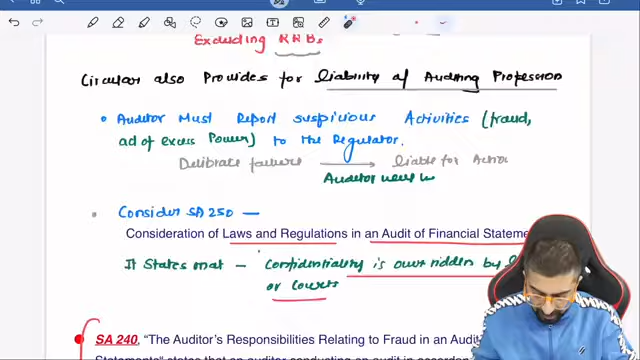 Excluding RRBs
Circular also Provides for liability of Auditing Profession
• Auditor Must Report suspicious Activities (fraud,
act of excess Power) to the Regulator.
Deliberate failure → liable for Action
Auditor need
Consider SA 250 —
Consideration of Laws and Regulations in an Audit of Financial Stateme
It States that – Confidentiality is over ridden by
or Courts
SA 240, "The Auditor's Responsibilities Relating to Fraud in an Audit
Statements" states that an auditor conducting an audit in accordan